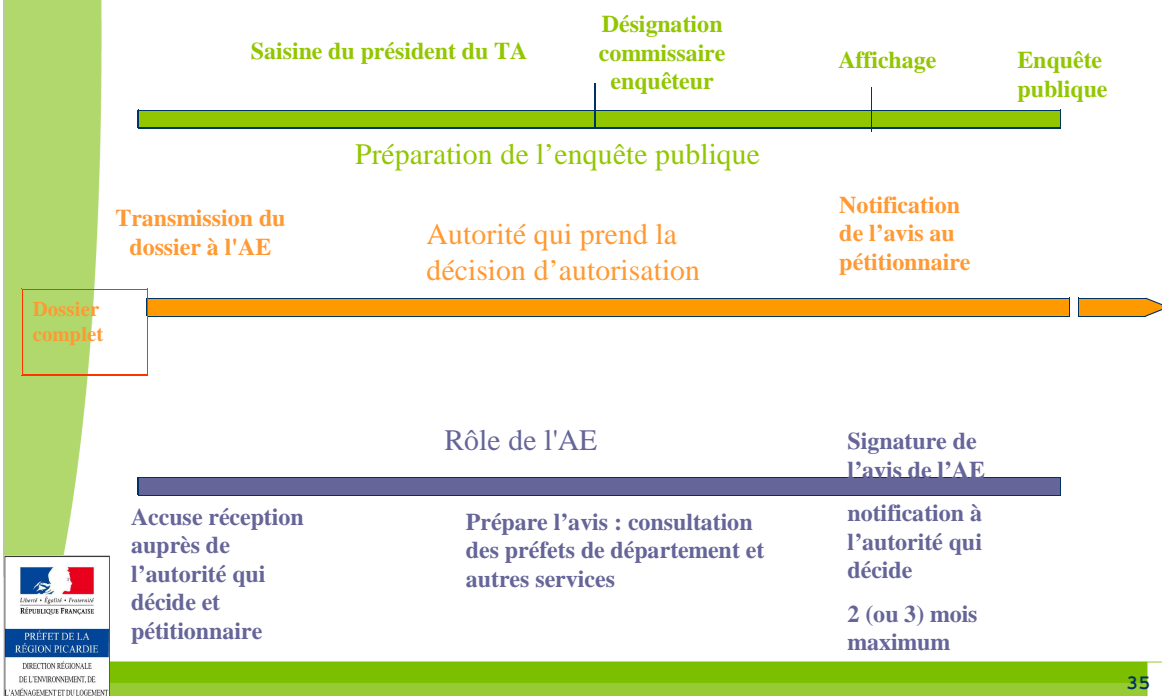 Saisine du président du TA
Désignation
commissaire
enquêteur
Affichage
Enquête
publique
Préparation de l’enquête publique
Transmission du
dossier à l'AE
Autorité qui prend la
décision d’autorisation
Notification
de l’avis au
pétitionnaire
Dossier
complet
Rôle de l'AE
Signature de
l’avis de l’AE
Accuse réception
auprès de
l’autorité qui
décide et
pétitionnaire
Prépare l’avis : consultation
des préfets de département et
autres services
notification à
l’autorité qui
décide
2 (ou 3) mois
maximum
Liberté • Égalité • Fraternité
RÉPUBLIQUE FRANÇAISE
PRÉFET DE LA
RÉGION PICARDIE
DIRECTION RÉGIONALE
DE L'ENVIRONNEMENT, DE
L'AMÉNAGEMENT ET DU LOGEMENT
35